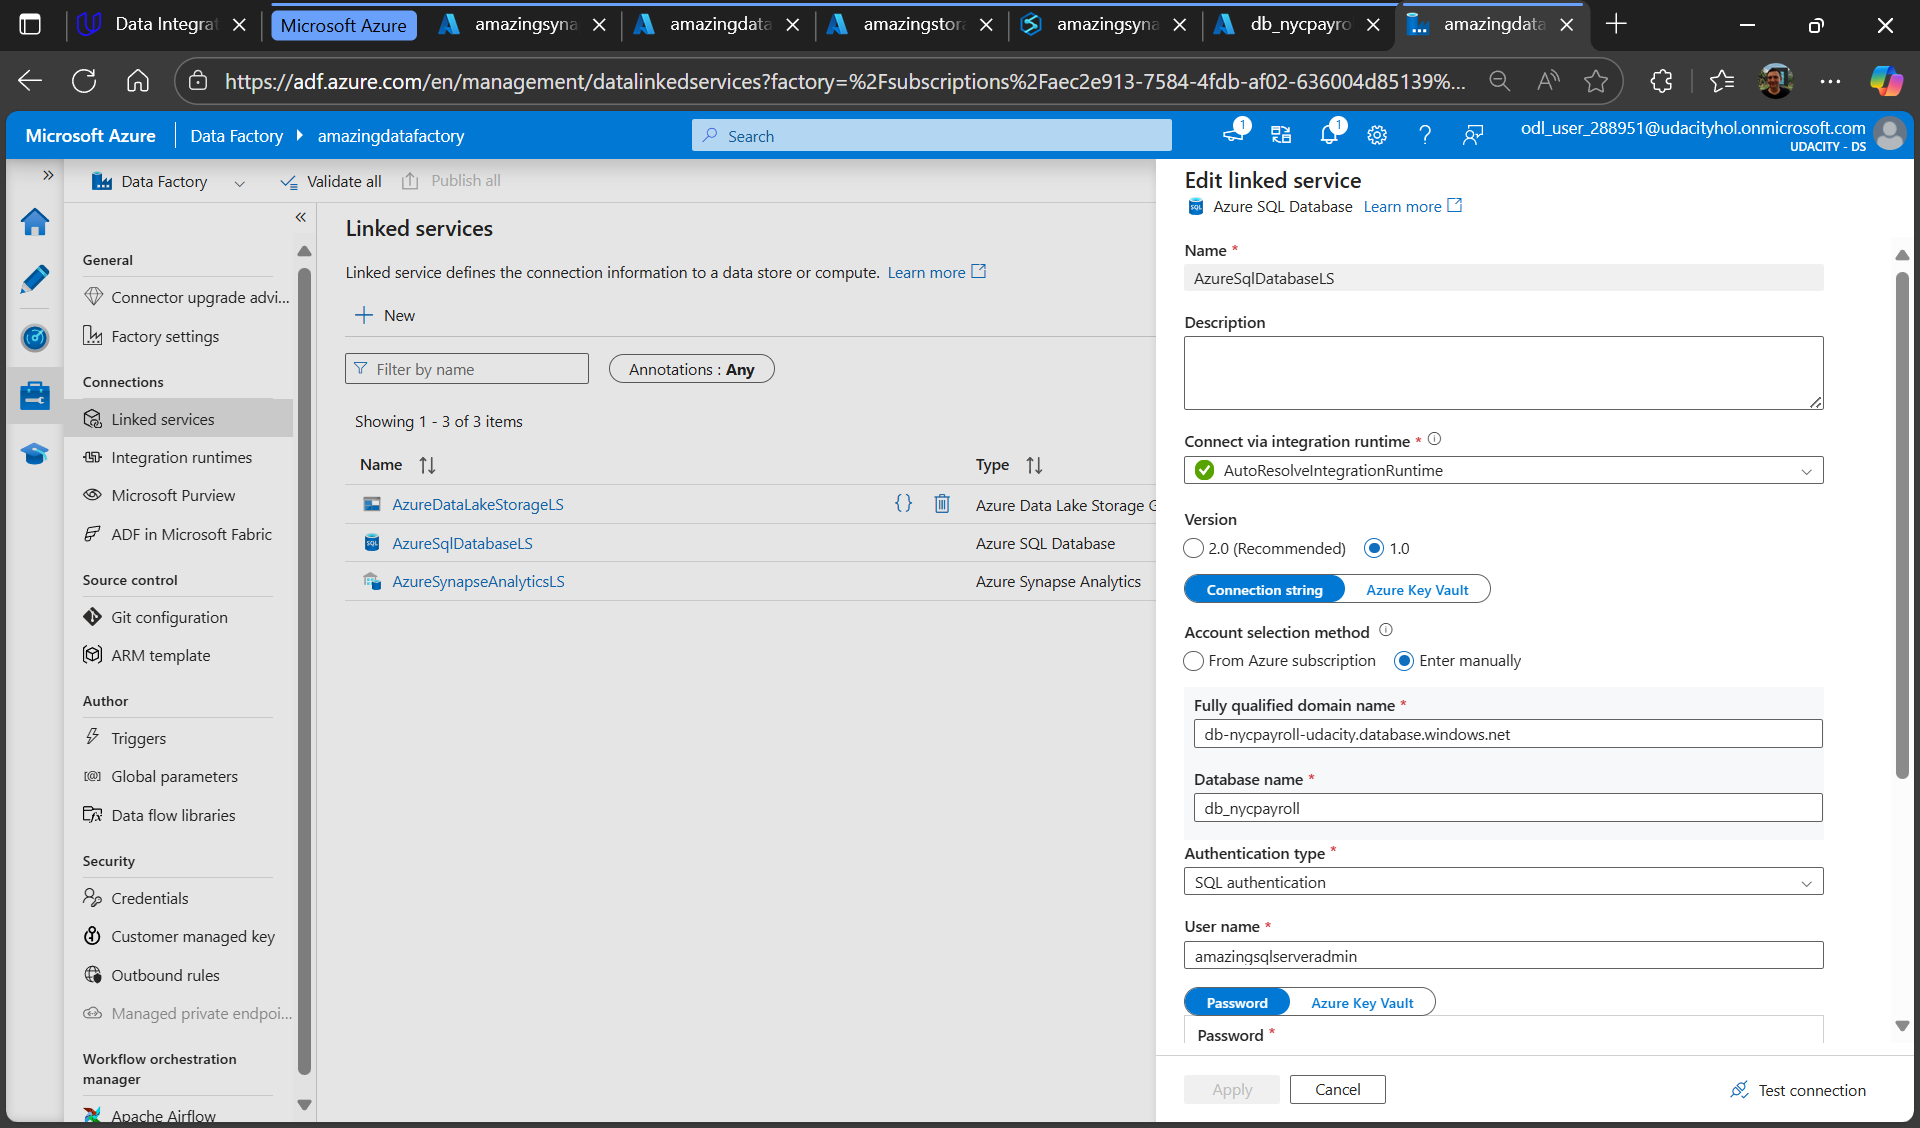 Data Integrat
Microsoft Azure
amazingsyna
amazingdata
amazingstora
amazingsyna
db_nycpayro
amazingdata
https://adf.azure.com/en/management/datalinkedservices?factory=%2Fsubscriptions%2Faec2e913-7584-4fdb-af02-636004d85139%...
Microsoft Azure
Data Factory
amazingdatafactory
Search
1
1
odl_user_288951@udacityhol.onmicrosoft.com
UDACITY - DS
Data Factory
Validate all
Publish all
General
Connector upgrade advi...
Factory settings
Connections
Linked services
Integration runtimes
Microsoft Purview
ADF in Microsoft Fabric
Source control
Git configuration
ARM template
Author
Triggers
Global parameters
Data flow libraries
Security
Credentials
Customer managed key
Outbound rules
Managed private endpoi...
Workflow orchestration
manager
Apache Airflow
Linked services
Linked service defines the connection information to a data store or compute. Learn more
New
Filter by name
Annotations : Any
Showing 1 - 3 of 3 items
Name
Type
AzureDataLakeStorageLS
Azure Data Lake Storage G
AzureSqlDatabaseLS
Azure SQL Database
AzureSynapseAnalyticsLS
Azure Synapse Analytics
Edit linked service
Azure SQL Database Learn more
Name *
AzureSqlDatabaseLS
Description
Connect via integration runtime *
AutoResolveIntegrationRuntime
Version
2.0 (Recommended)
1.0
Connection string
Azure Key Vault
Account selection method
From Azure subscription
Enter manually
Fully qualified domain name *
db-nycpayroll-udacity.database.windows.net
Database name *
db_nycpayroll
Authentication type *
SQL authentication
User name *
amazingsqlserveradmin
Password
Azure Key Vault
Password *
Apply
Cancel
Test connection